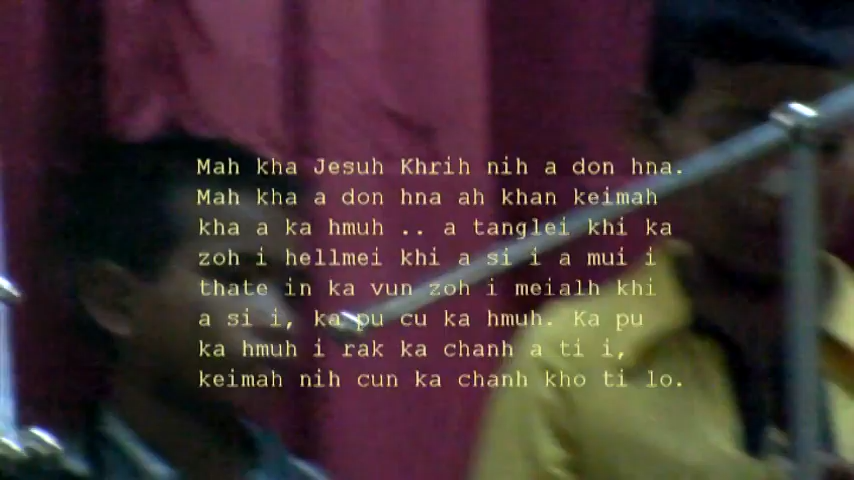 Mah kha Jesuh Khrih nih a don hna.
Mah kha a don hna ah khan keimah
kha a ka hmuh .. a tanglei khi ka
zoh i hellmei khi a si i a mui i
thate in ka vun zoh i meialh khi
a si i, ka pu cu ka hmuh. Ka pu
ka hmuh i rak ka chanh a ti i,
keimah nih cun ka chanh kho ti lo.